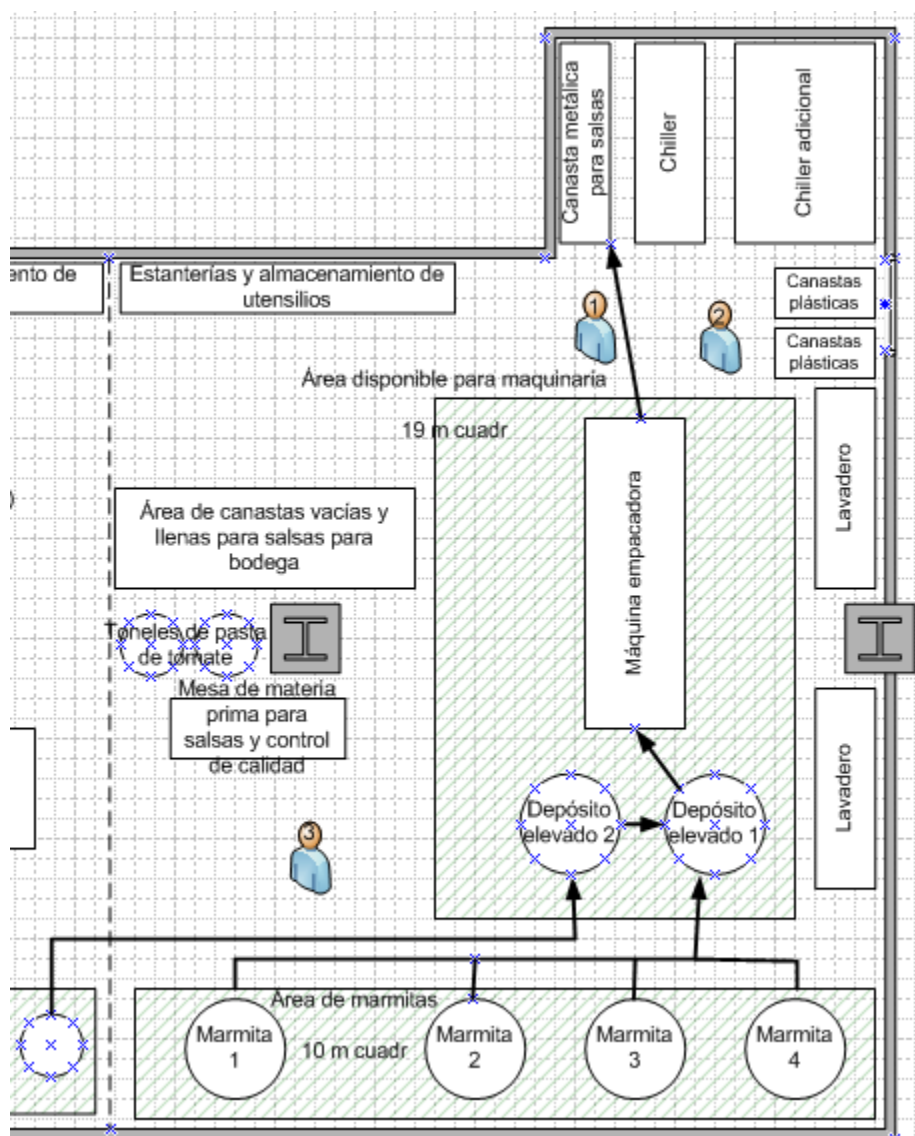 Canasta metálica
para salsas
Chiller
Chiller adicional
ento de
Estanterías y almacenamiento de
utensilios
Canastas
plásticas
Canastas
plásticas
1
2
Área disponible para maquinaria
19 m cuadr
Lavadero
Máquina empacadora
)
Área de canastas vacías y
llenas para salsas para
bodega
Toneles de pasta
de tomate
Mesa de materia
prima para
salsas y control
de calidad
Lavadero
Depósito
elevado 2
Depósito
elevado 1
3
Área de marmitas
10 m cuadr
Marmita
1
Marmita
2
Marmita
3
Marmita
4